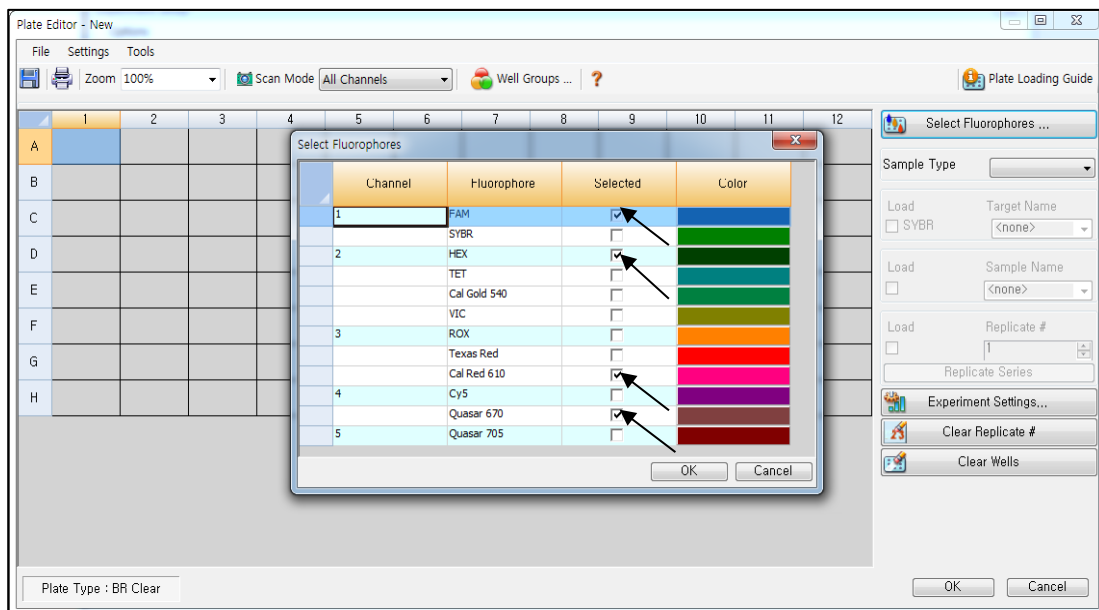 Plate Editor - New
File Settings Tools
Zoom 100% Scan Mode All Channels Well Groups ... ? Plate Loading Guide
1 2 3 4 5 6 7 8 9 10 11 12
Select Fluorophores ...
A
B
C
D
E
F
G
H
Select Fluorophores
Channel Fluorophore Selected Color
1 FAM
SYBR
2 HEX
TET
Cal Gold 540
VIC
3 ROX
Texas Red
Cal Red 610
4 Cy5
Quasar 670
5 Quasar 705
OK Cancel
Sample Type
Load Target Name
SYBR <none>
Load Sample Name
<none>
Load Replicate #
1
Replicate Series
Experiment Settings...
Clear Replicate #
Clear Wells
Plate Type : BR Clear
OK Cancel